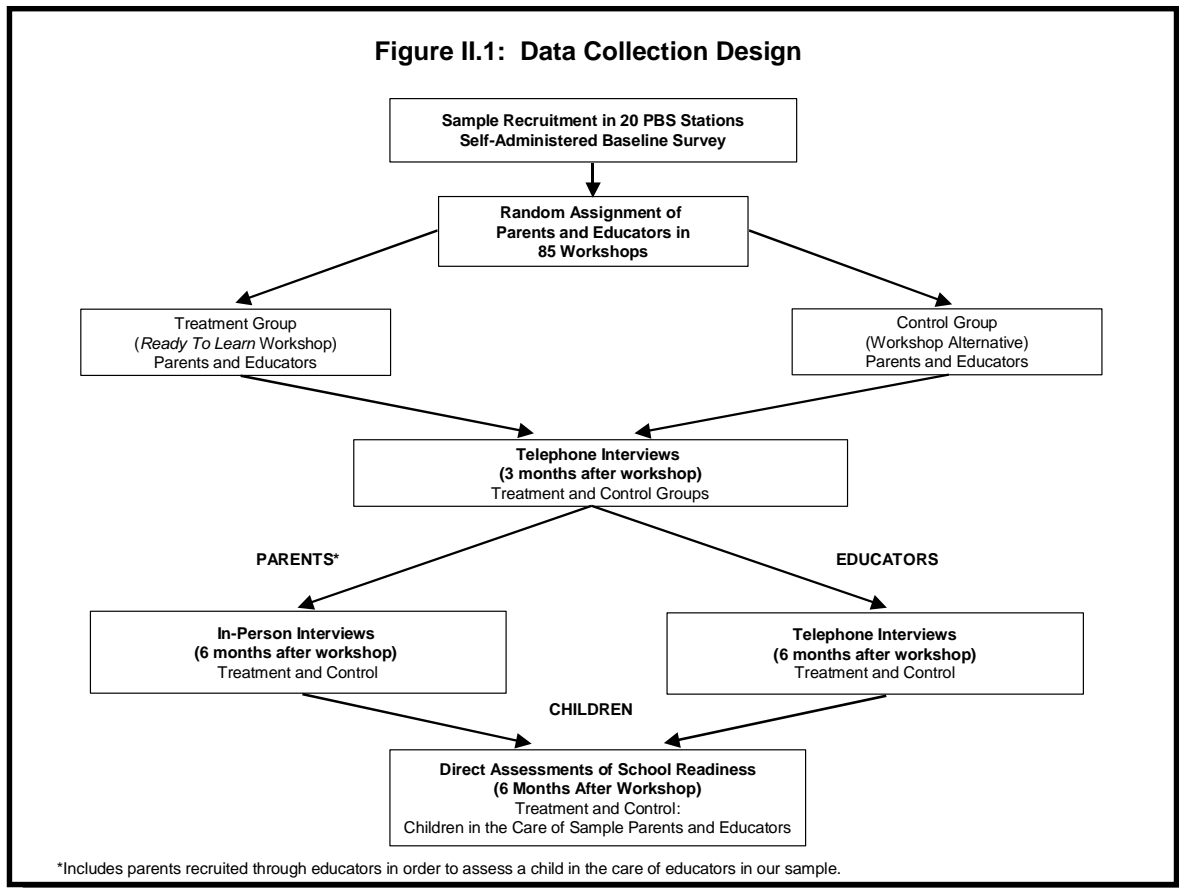 Figure II.1: Data Collection Design
Sample Recruitment in 20 PBS Stations
Self-Administered Baseline Survey
Random Assignment of
Parents and Educators in
85 Workshops
Treatment Group
(Ready To Learn Workshop)
Parents and Educators
Control Group
(Workshop Alternative)
Parents and Educators
Telephone Interviews
(3 months after workshop)
Treatment and Control Groups
PARENTS*
EDUCATORS
In-Person Interviews
(6 months after workshop)
Treatment and Control
Telephone Interviews
(6 months after workshop)
Treatment and Control
CHILDREN
Direct Assessments of School Readiness
(6 Months After Workshop)
Treatment and Control:
Children in the Care of Sample Parents and Educators
*Includes parents recruited through educators in order to assess a child in the care of educators in our sample.